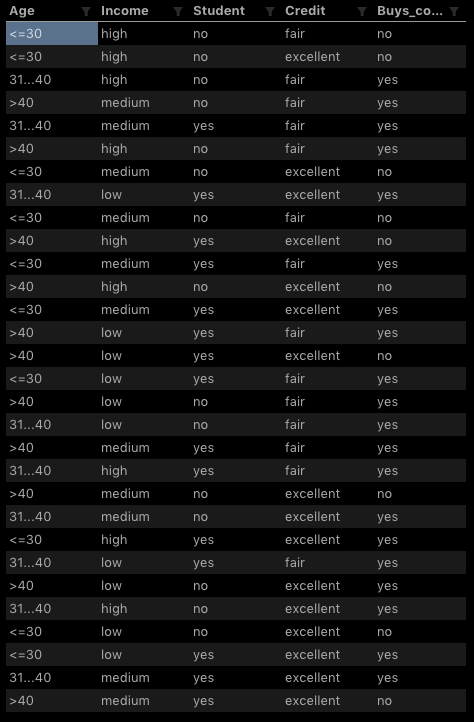 Age Income Student Credit Buys_co...
<=30 high no fair no
<=30 high no excellent no
31...40 high no fair yes
>40 medium no fair yes
31...40 medium yes fair yes
>40 high no fair yes
<=30 medium no excellent no
31...40 low yes excellent yes
<=30 medium no fair no
>40 high yes excellent no
<=30 medium yes fair yes
>40 high no excellent no
<=30 medium yes excellent yes
>40 low yes fair yes
>40 low yes excellent no
<=30 low yes fair yes
>40 low no fair yes
31...40 low no fair yes
>40 medium yes fair yes
31...40 high yes fair yes
>40 medium no excellent no
31...40 medium no excellent yes
<=30 high yes excellent yes
31...40 low yes fair yes
>40 low no excellent yes
31...40 high no excellent yes
<=30 low no excellent no
<=30 low yes excellent yes
31...40 medium yes excellent yes
>40 medium yes excellent no